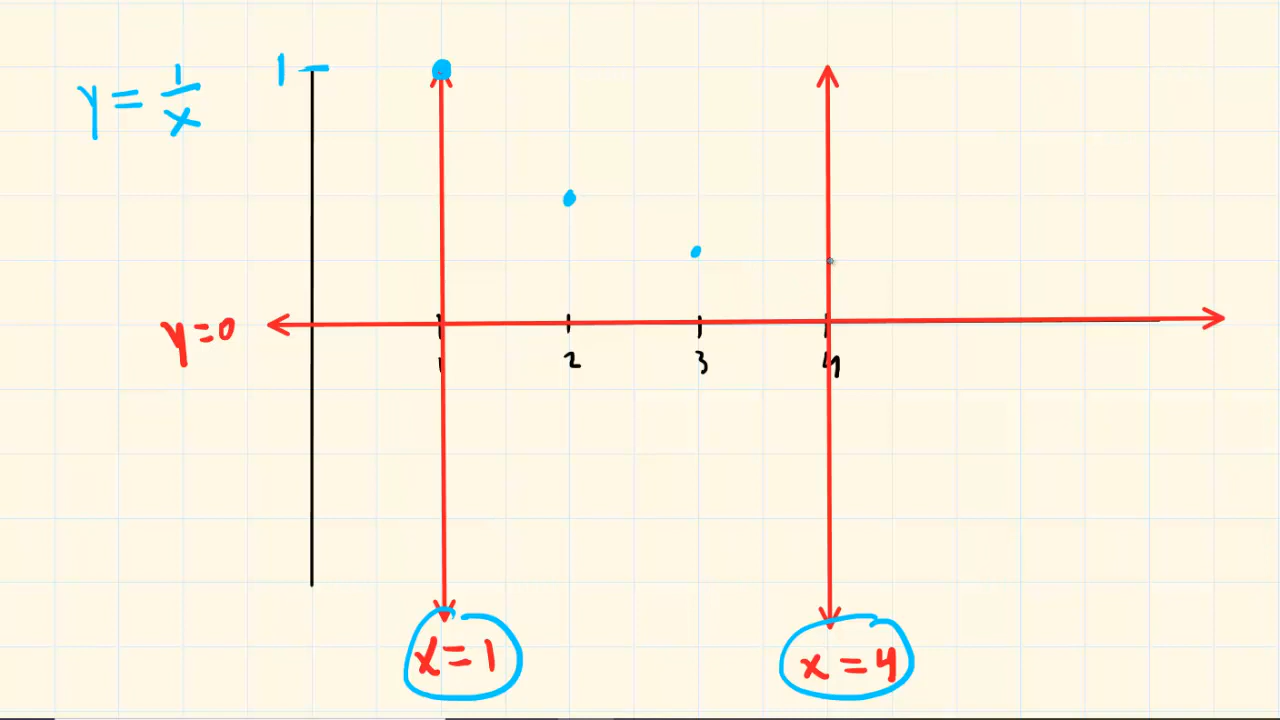 y = 1/x
1
y=0
1 2 3 4
x=1
x=4